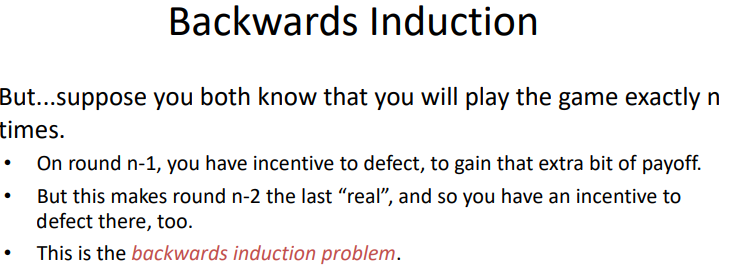 Backwards Induction
But...suppose you both know that you will play the game exactly n
times.
• On round n-1, you have incentive to defect, to gain that extra bit of payoff.
• But this makes round n-2 the last “real”, and so you have an incentive to
defect there, too.
• This is the backwards induction problem.